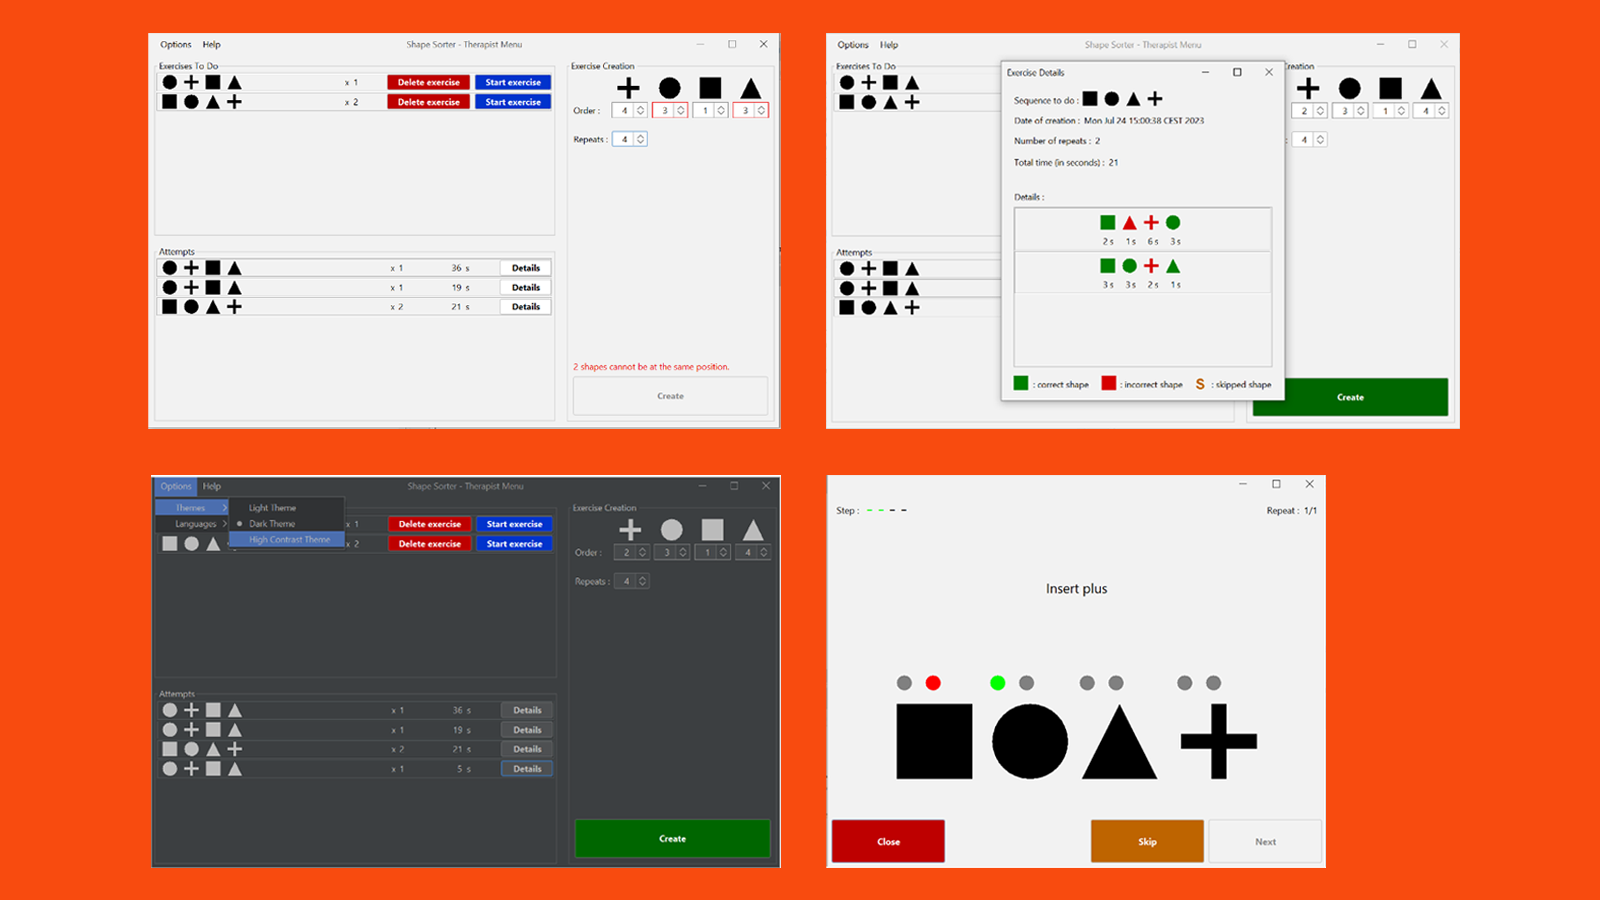 Options Help Shape Sorter - Therapist Menu
Exercises To Do
x 1 Delete exercise Start exercise
x 2 Delete exercise Start exercise
Exercise Creation
Order : 4 3 1 3
Repeats : 4
Attempts
x 1 36 s Details
x 1 19 s Details
x 2 21 s Details
2 shapes cannot be at the same position.
Create
Options Help Shape Sorter - Therapist Menu
Exercises To Do
Attempts
Exercise Details
Sequence to do :
Date of creation : Mon Jul 24 15:00:38 CEST 2023
Number of repeats : 2
Total time (in seconds) : 21
Details :
2 s 1 s 6 s 3 s
3 s 3 s 2 s 1 s
: correct shape : incorrect shape S : skipped shape
reation
2 3 1 4
: 4
Create
Options Help Shape Sorter - Therapist Menu
Themes Light Theme
Languages Dark Theme
High Contrast Theme
x 1 Delete exercise Start exercise
x 2 Delete exercise Start exercise
Exercise Creation
Order : 2 3 1 4
Repeats : 4
Attempts
x 1 36 s Details
x 1 19 s Details
x 2 21 s Details
x 1 5 s Details
Create
Step : Repeat : 1/1
Insert plus
Close Skip Next